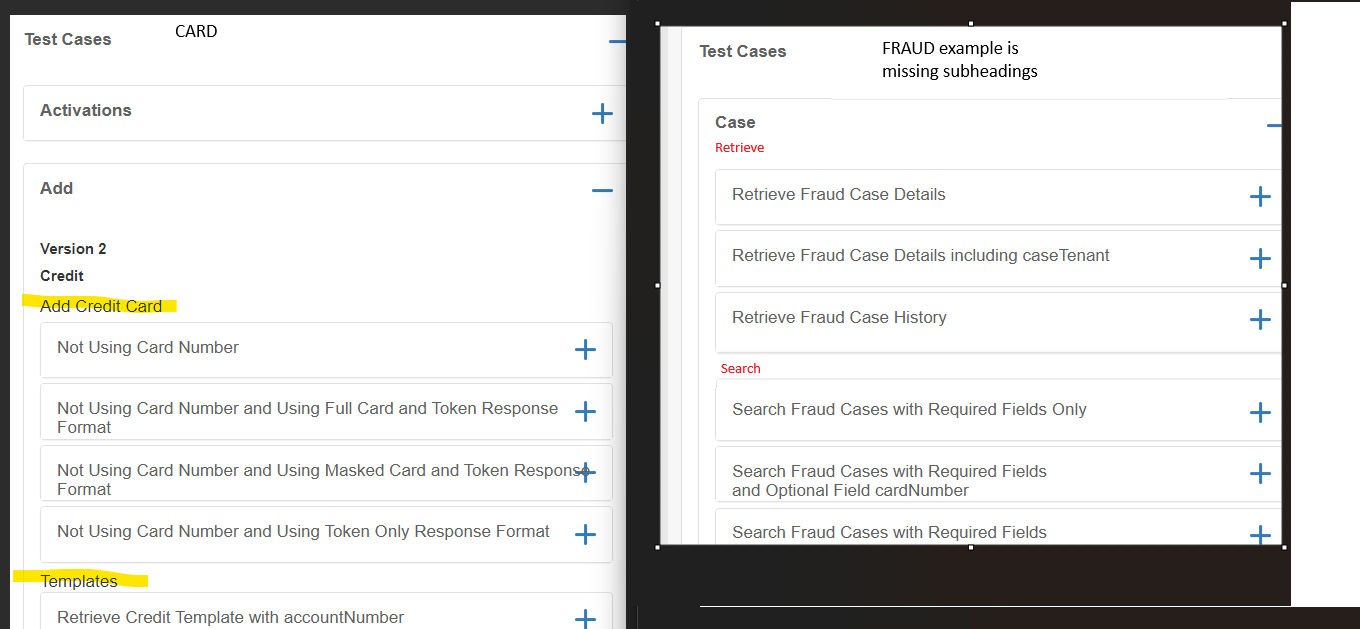 Test Cases
CARD
Activations
Add
Version 2
Credit
Add Credit Card
Not Using Card Number
Not Using Card Number and Using Full Card and Token Response
Format
Not Using Card Number and Using Masked Card and Token Response
Format
Not Using Card Number and Using Token Only Response Format
Templates
Retrieve Credit Template with accountNumber
Test Cases
FRAUD example is
missing subheadings
Case
Retrieve
Retrieve Fraud Case Details
Retrieve Fraud Case Details including caseTenant
Retrieve Fraud Case History
Search
Search Fraud Cases with Required Fields Only
Search Fraud Cases with Required Fields
and Optional Field cardNumber
Search Fraud Cases with Required Fields